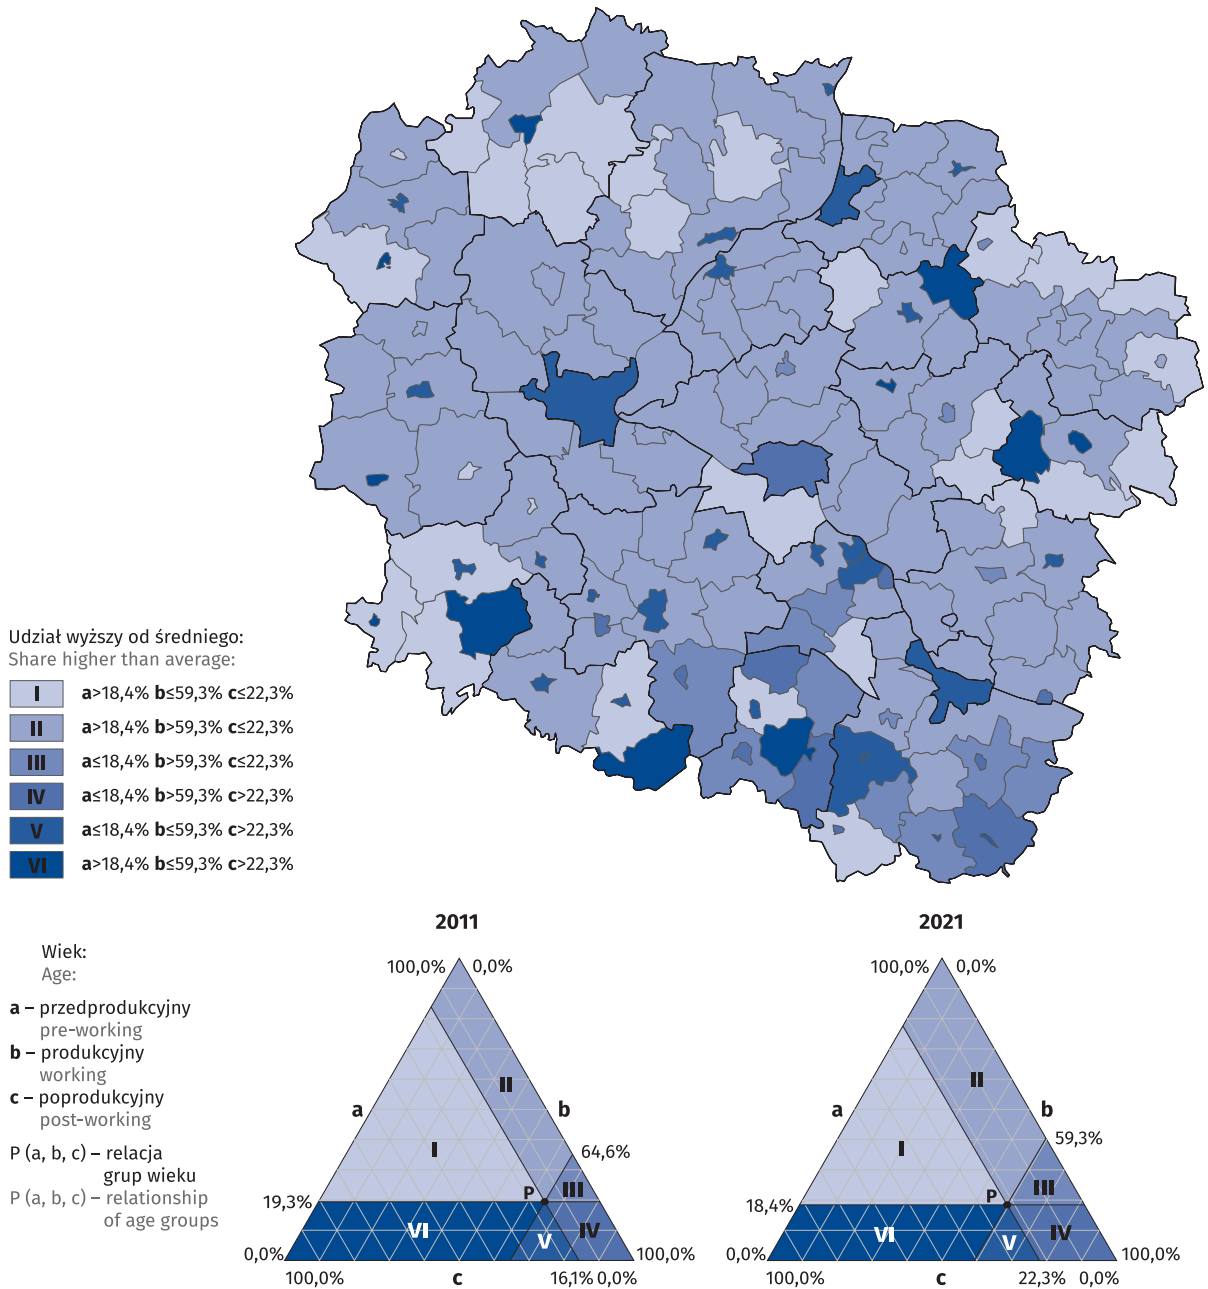 Udział wyższy od średniego:
Share higher than average:
I a>18,4% b≤59,3% c≤22,3%
II a>18,4% b>59,3% c≤22,3%
III a≤18,4% b>59,3% c≤22,3%
IV a≤18,4% b>59,3% c>22,3%
V a≤18,4% b≤59,3% c>22,3%
VI a>18,4% b≤59,3% c>22,3%
Wiek:
Age:
a – przedprodukcyjny
pre-working
b – produkcyjny
working
c – poprodukcyjny
post-working
P (a, b, c) – relacja
grup wieku
P (a, b, c) – relationship
of age groups
2011
100,0% 0,0%
II
a
b
I
64,6%
III
P
19,3%
VI
V
IV
0,0%
100,0%
100,0%
c
16,1%
0,0%
2021
100,0% 0,0%
II
a
b
59,3%
I
III
P
18,4%
VI
V
IV
0,0%
100,0%
100,0%
c
22,3%
0,0%